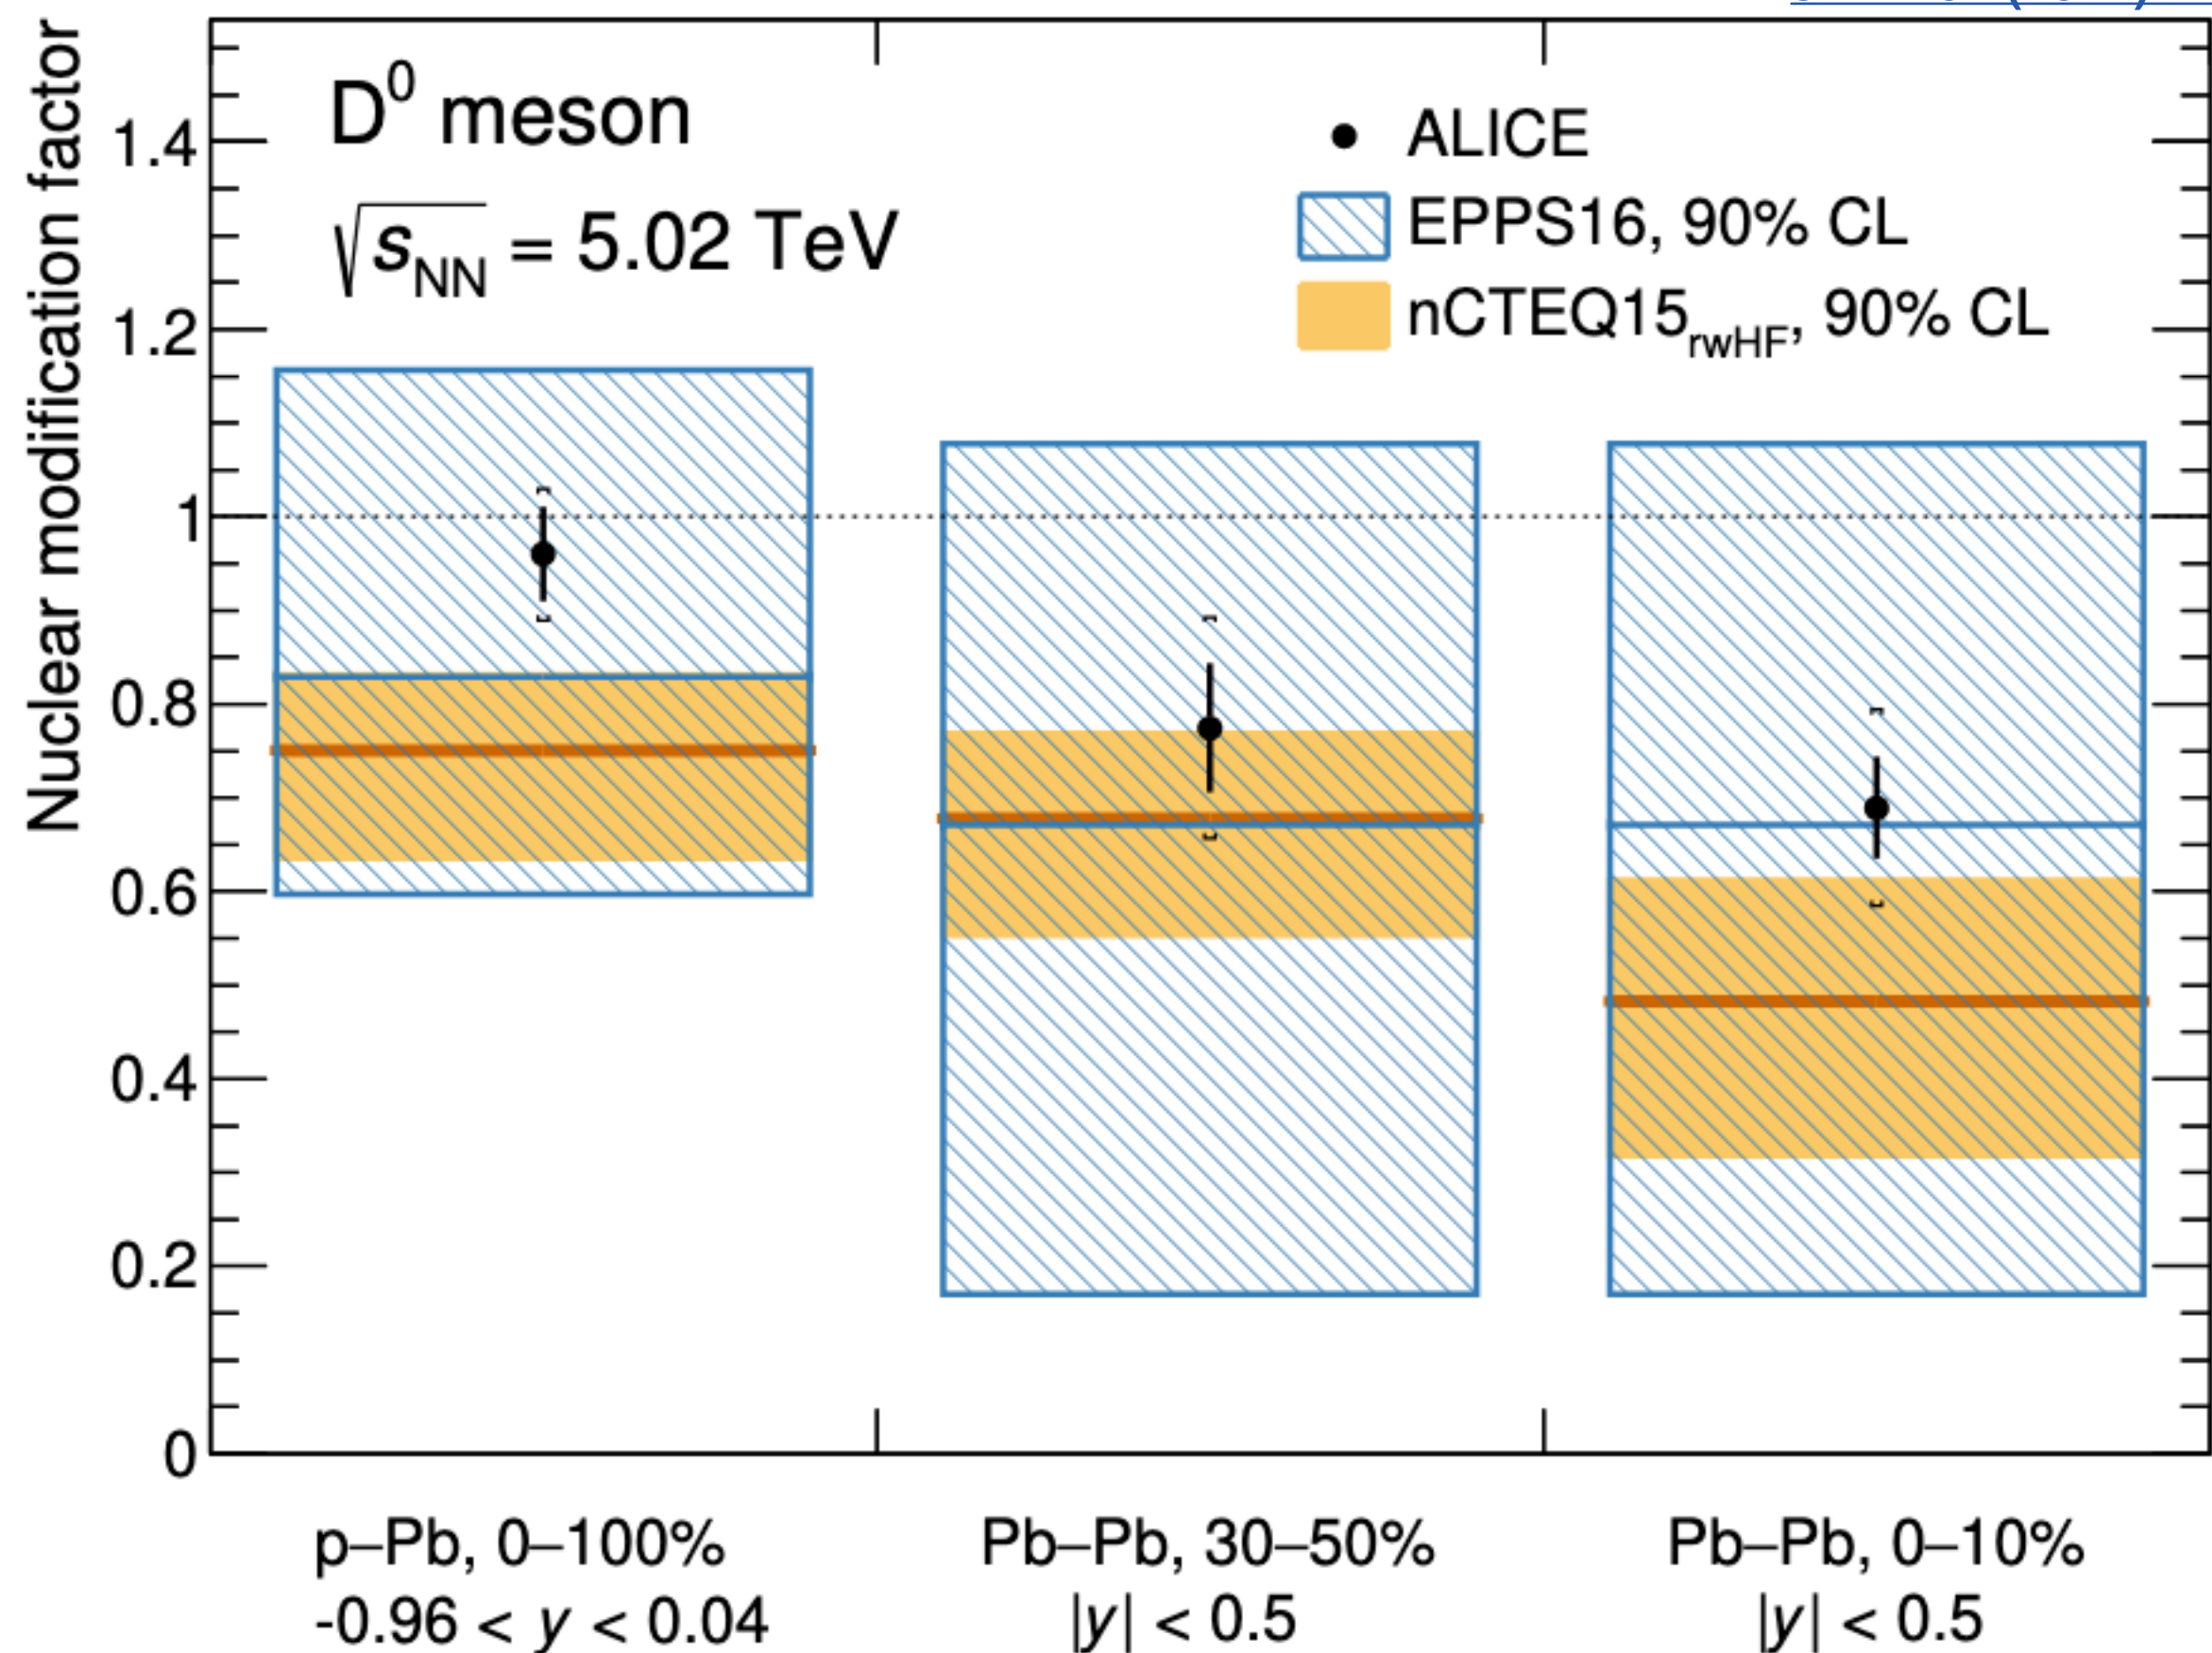 Nuclear modification factor
D⁰ meson
√sNN = 5.02 TeV
ALICE
EPPS16, 90% CL
nCTEQ15rwHF, 90% CL
1.4
1.2
1
0.8
0.6
0.4
0.2
0
p–Pb, 0–100%
-0.96 < y < 0.04
Pb–Pb, 30–50%
|y| < 0.5
Pb–Pb, 0–10%
|y| < 0.5